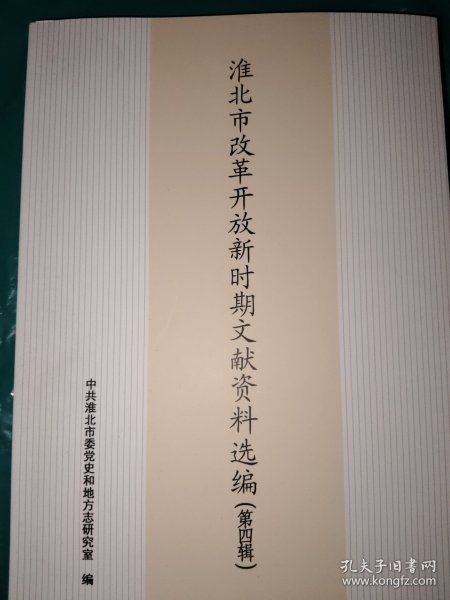 淮北市改革开放新时期文献资料选编(第四辑)
中共淮北市委党史和地方志研究室 编
孔夫子旧书网
www.kongfz.com